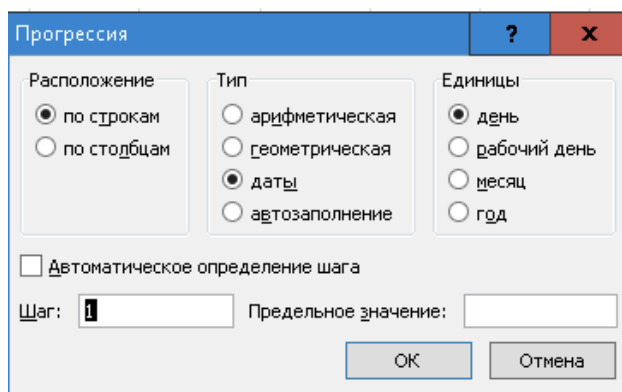 Прогрессия ? x
Расположение
по строкам
по столбцам
Тип
арифметическая
геометрическая
даты
автозаполнение
Единицы
день
рабочий день
месяц
год
Автоматическое определение шага
Шаг: 1 Предельное значение:
ОК Отмена